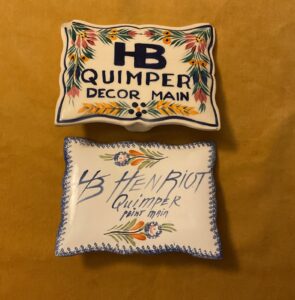 HB
QUIMPER
DECOR MAIN
HB HENRIOT
Quimper
peint main